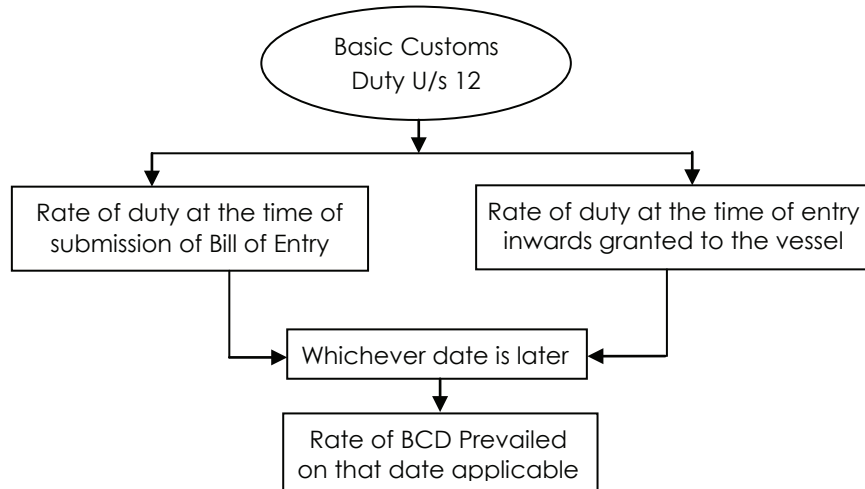 Basic Customs
Duty U/s 12
Rate of duty at the time of
submission of Bill of Entry
Rate of duty at the time of entry
inwards granted to the vessel
Whichever date is later
Rate of BCD Prevailed
on that date applicable